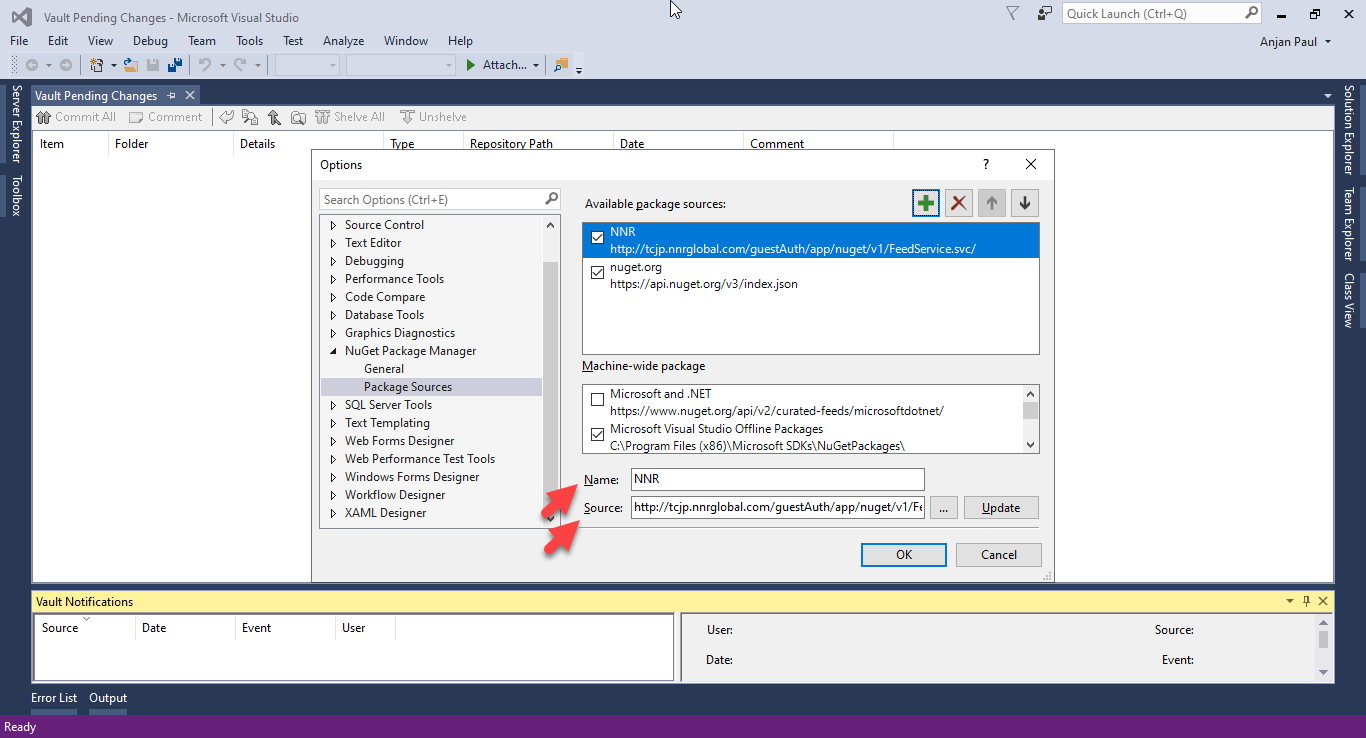 Vault Pending Changes - Microsoft Visual Studio
Quick Launch (Ctrl+Q)
File Edit View Debug Team Tools Test Analyze Window Help
Anjan Paul
Attach...
Server Explorer
Toolbox
Vault Pending Changes
Commit All Comment Shelve All Unshelve
Item Folder Details Type Repository Path Date Comment
Options ?
Search Options (Ctrl+E)
Source Control
Text Editor
Debugging
Performance Tools
Code Compare
Database Tools
Graphics Diagnostics
NuGet Package Manager
General
Package Sources
SQL Server Tools
Text Templating
Web Forms Designer
Web Performance Test Tools
Windows Forms Designer
Workflow Designer
XAML Designer
Available package sources:
NNR
http://tcjp.nnrglobal.com/guestAuth/app/nuget/v1/FeedService.svc/
nuget.org
https://api.nuget.org/v3/index.json
Machine-wide package
Microsoft and .NET
https://www.nuget.org/api/v2/curated-feeds/microsoftdotnet/
Microsoft Visual Studio Offline Packages
C:\Program Files (x86)\Microsoft SDKs\NuGetPackages\
Name: NNR
Source: http://tcjp.nnrglobal.com/guestAuth/app/nuget/v1/Fe ... Update
OK Cancel
Solution Explorer
Team Explorer
Class View
Vault Notifications
Source Date Event User
User: Source:
Date: Event:
Error List Output
Ready